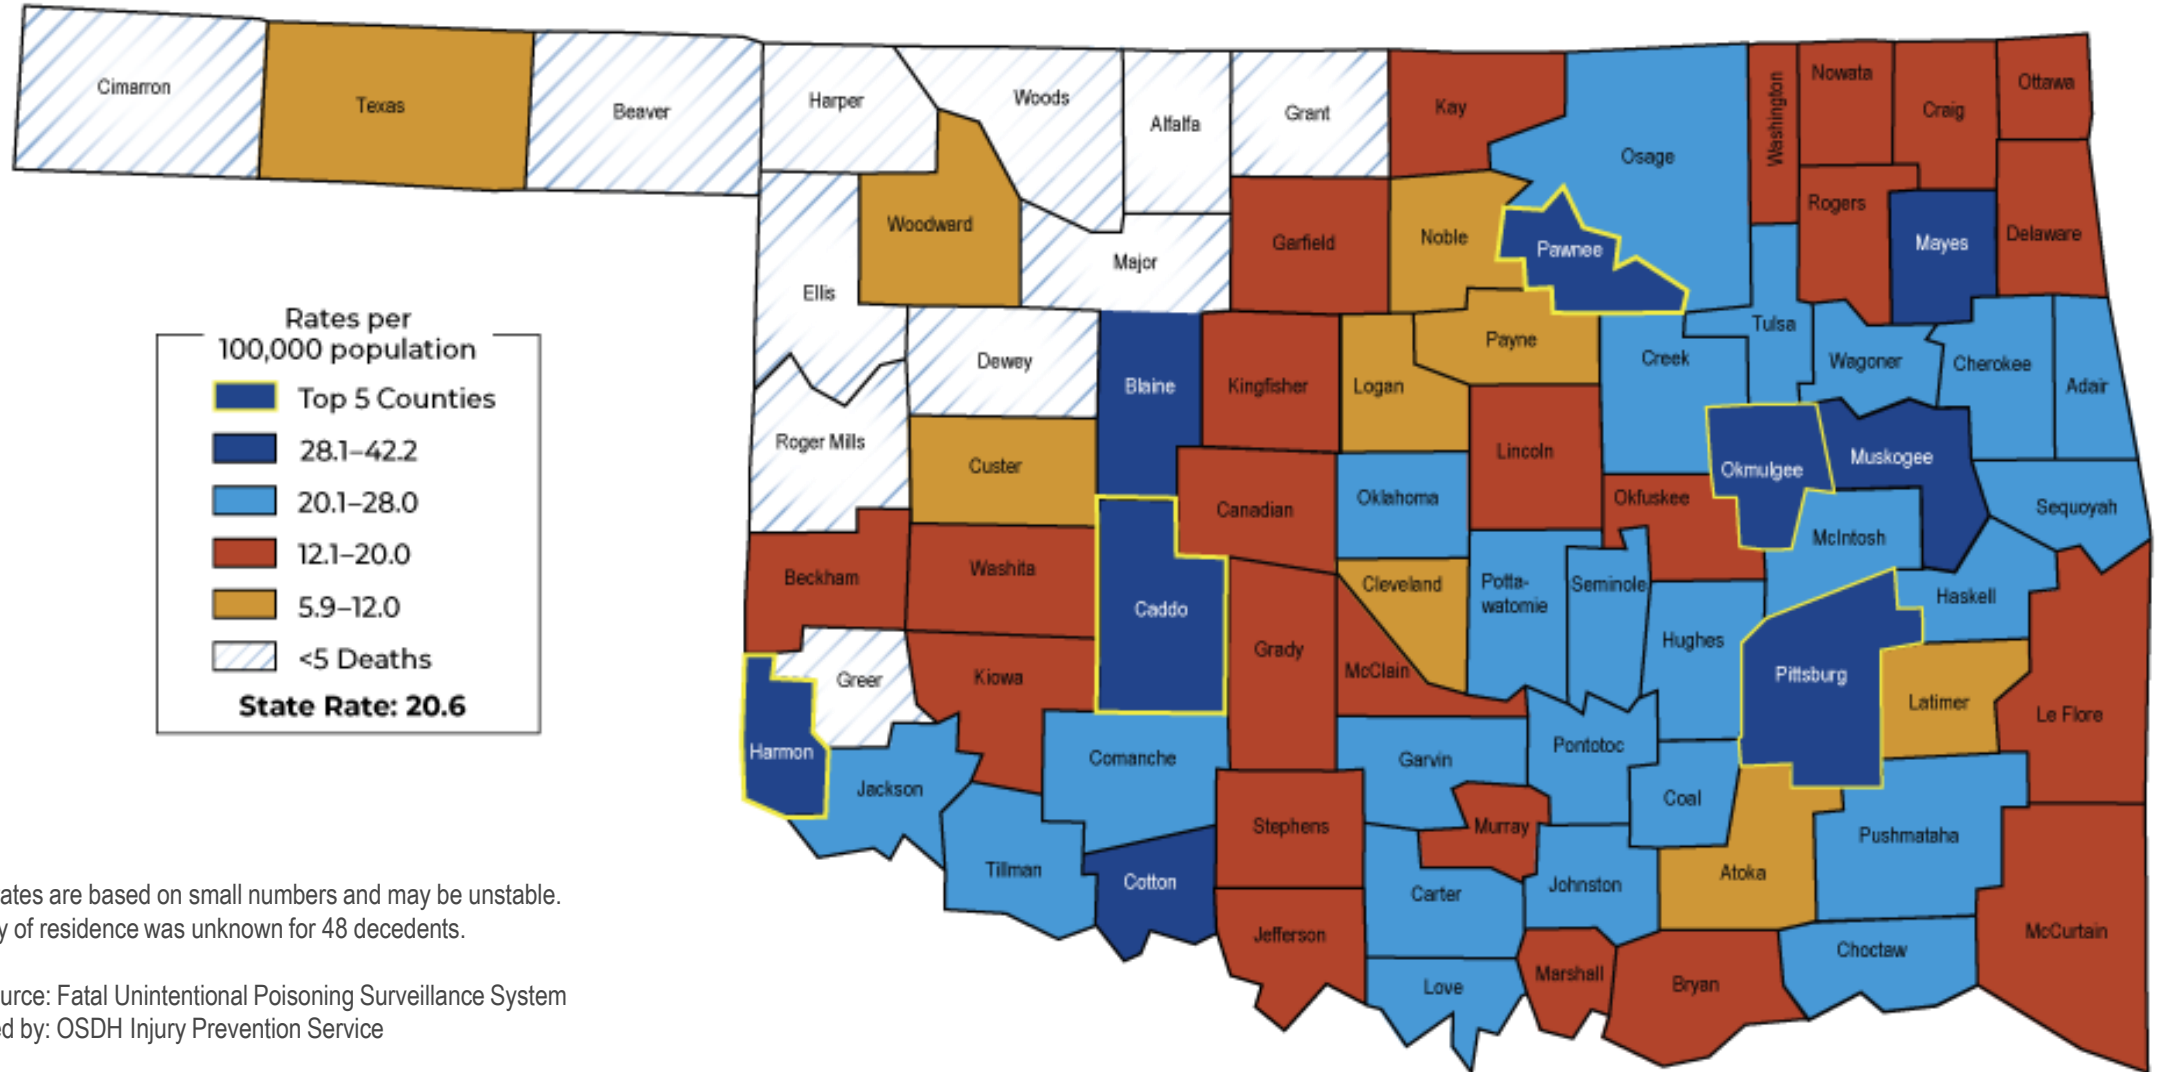 Cimarron
Texas
Beaver
Harper
Woods
Alfalfa
Grant
Kay
Osage
Washington
Nowata
Craig
Ottawa
Woodward
Ellis
Major
Garfield
Noble
Pawnee
Rogers
Mayes
Delaware
Dewey
Blaine
Kingfisher
Logan
Payne
Creek
Tulsa
Wagoner
Cherokee
Adair
Roger Mills
Custer
Canadian
Oklahoma
Lincoln
Okfuskee
Okmulgee
Muskogee
McIntosh
Sequoyah
Beckham
Washita
Caddo
Grady
Cleveland
McClain
Potta-
watomie
Seminole
Hughes
Pittsburg
Haskell
Latimer
Le Flore
Harmon
Greer
Kiowa
Jackson
Comanche
Tillman
Cotton
Stephens
Jefferson
Garvin
Murray
Carter
Love
Pontotoc
Johnston
Marshall
Coal
Atoka
Bryan
Pushmataha
Choctaw
McCurtain
Rates per
100,000 population
Top 5 Counties
28.1–42.2
20.1–28.0
12.1–20.0
5.9–12.0
<5 Deaths
State Rate: 20.6
ates are based on small numbers and may be unstable.
y of residence was unknown for 48 decedents.
urce: Fatal Unintentional Poisoning Surveillance System
ed by: OSDH Injury Prevention Service